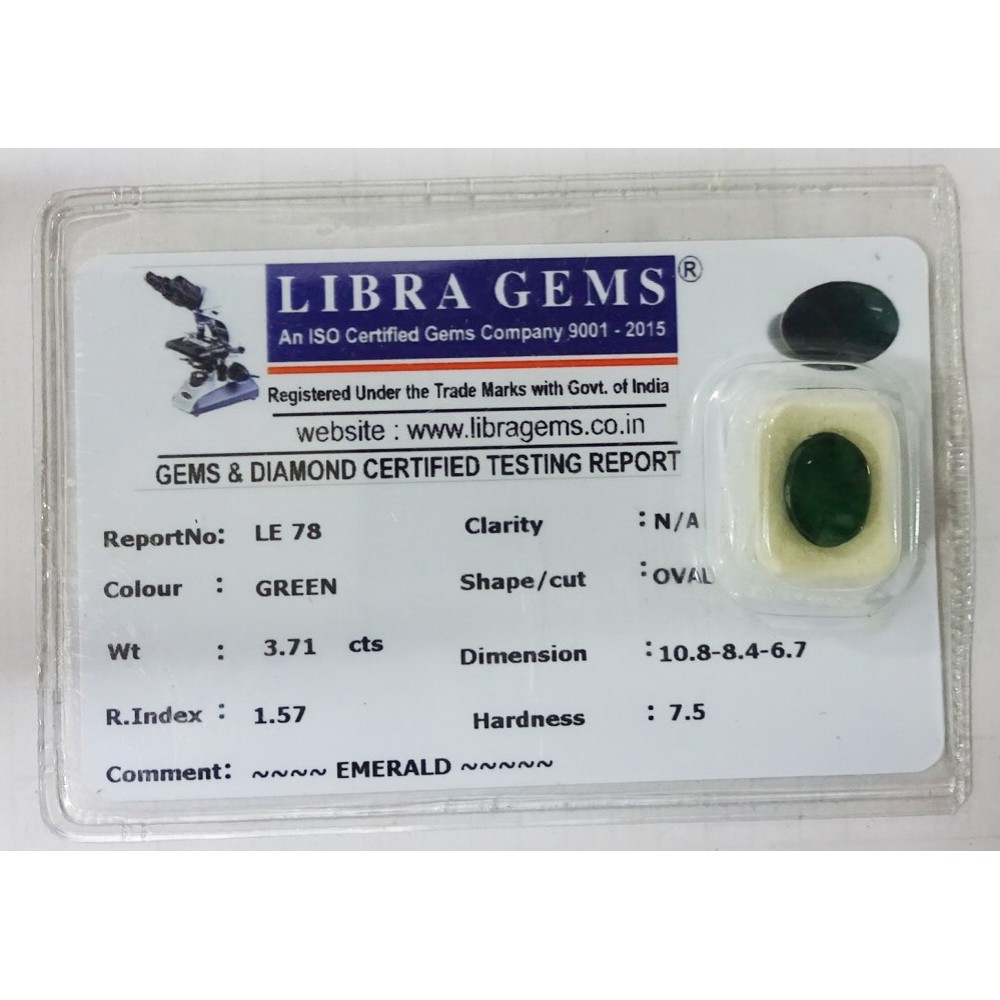 LIBRA GEMS ®
An ISO Certified Gems Company 9001 - 2015
Registered Under the Trade Marks with Govt. of India
website : www.libragems.co.in
GEMS & DIAMOND CERTIFIED TESTING REPORT
ReportNo: LE 78 Clarity : N/A
Colour : GREEN Shape/cut : OVAL
Wt : 3.71 cts Dimension : 10.8-8.4-6.7
R.Index : 1.57 Hardness : 7.5
Comment: ~~~~ EMERALD ~~~~~